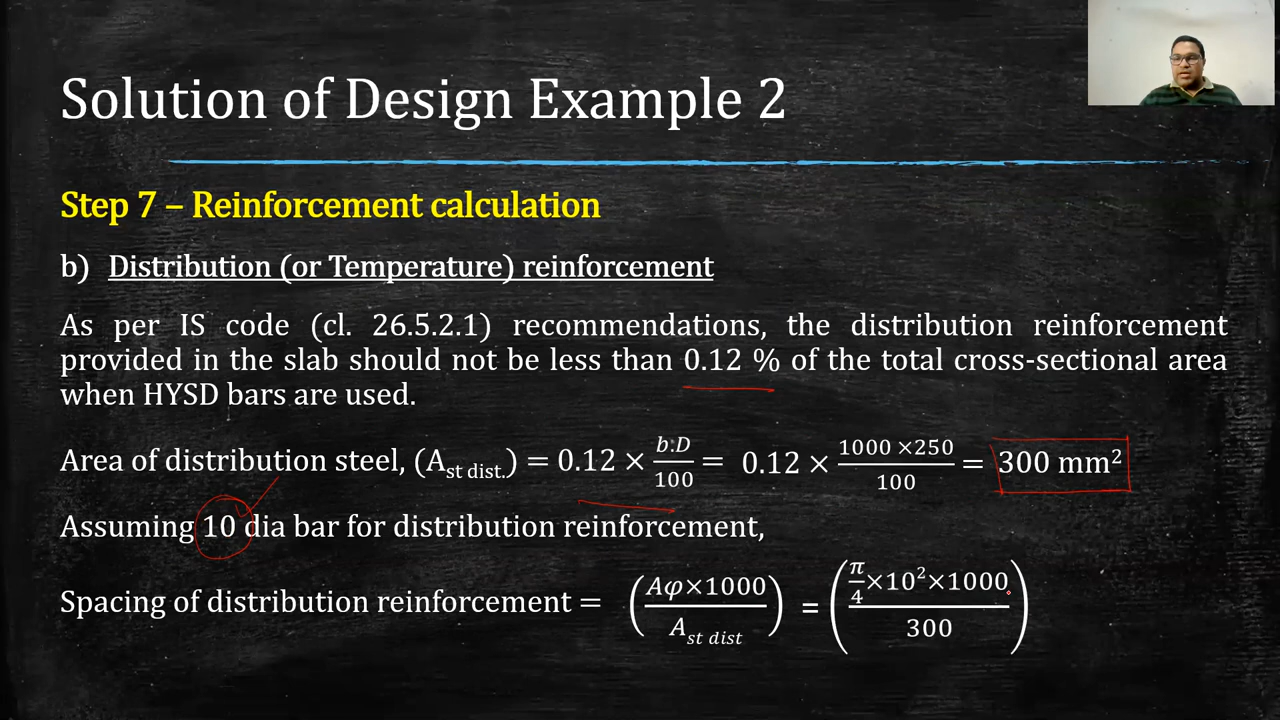 Solution of Design Example 2
Step 7 – Reinforcement calculation
b) Distribution (or Temperature) reinforcement
As per IS code (cl. 26.5.2.1) recommendations, the distribution reinforcement
provided in the slab should not be less than 0.12 % of the total cross-sectional area
when HYSD bars are used.
Area of distribution steel, (A_st dist.) = 0.12 × b.D/100 = 0.12 × 1000 ×250/100 = 300 mm²
Assuming 10 dia bar for distribution reinforcement,
Spacing of distribution reinforcement = (Aφ×1000/A_st dist) = (π/4×10²×1000/300)